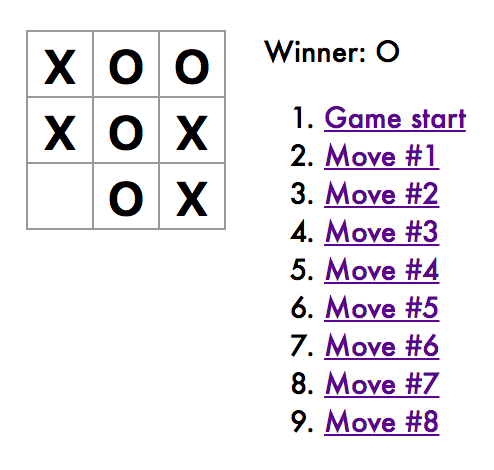 X O O
X O X
O X
Winner: O
1. Game start
2. Move #1
3. Move #2
4. Move #3
5. Move #4
6. Move #5
7. Move #6
8. Move #7
9. Move #8